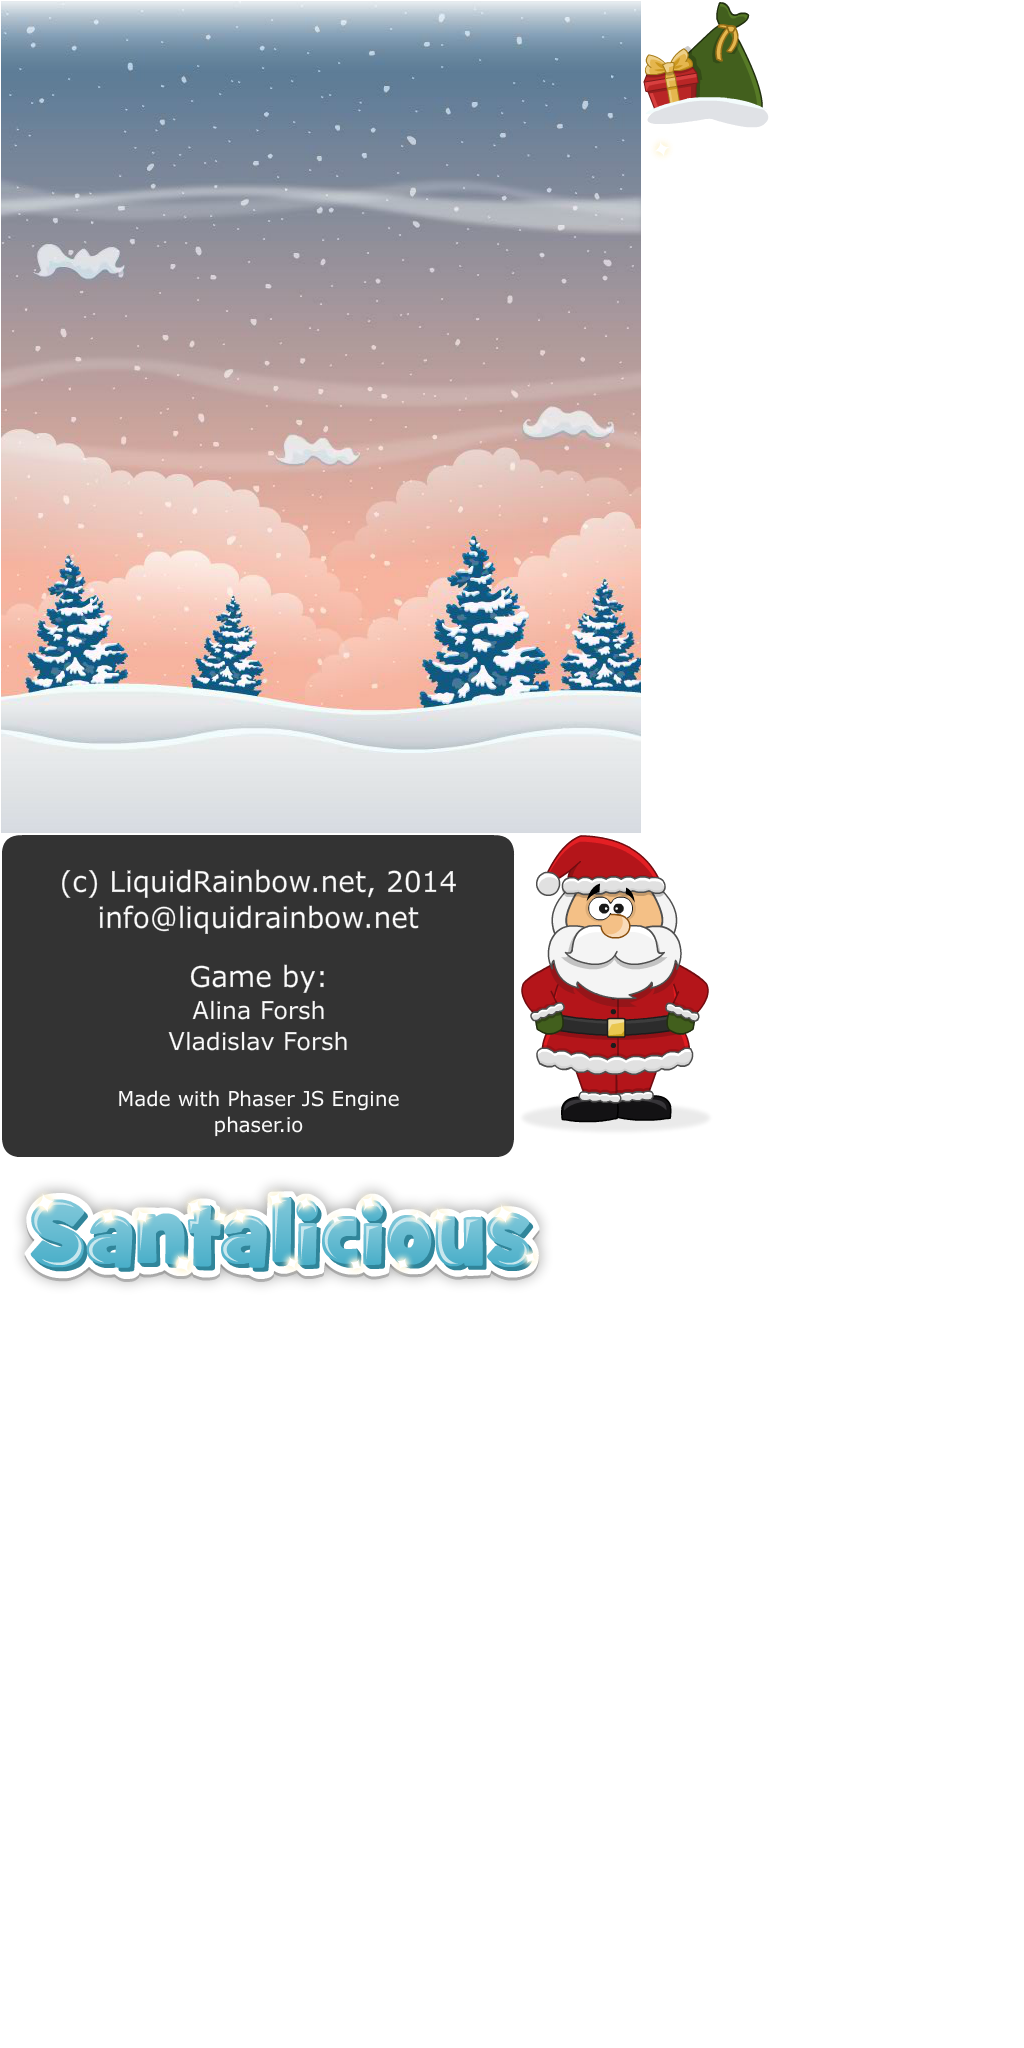 (c) LiquidRainbow.net, 2014
info@liquidrainbow.net
Game by:
Alina Forsh
Vladislav Forsh
Made with Phaser JS Engine
phaser.io
Santalicious